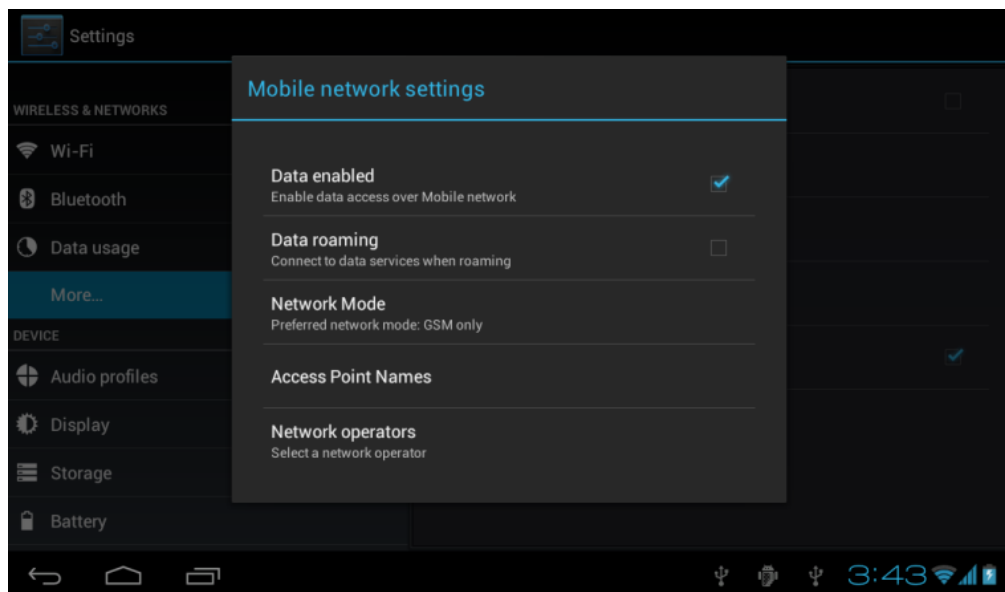 Settings
WIRELESS & NETWORKS
Wi-Fi
Bluetooth
Data usage
More...
DEVICE
Audio profiles
Display
Storage
Battery
Mobile network settings
Data enabled
Enable data access over Mobile network
Data roaming
Connect to data services when roaming
Network Mode
Preferred network mode: GSM only
Access Point Names
Network operators
Select a network operator
3:43